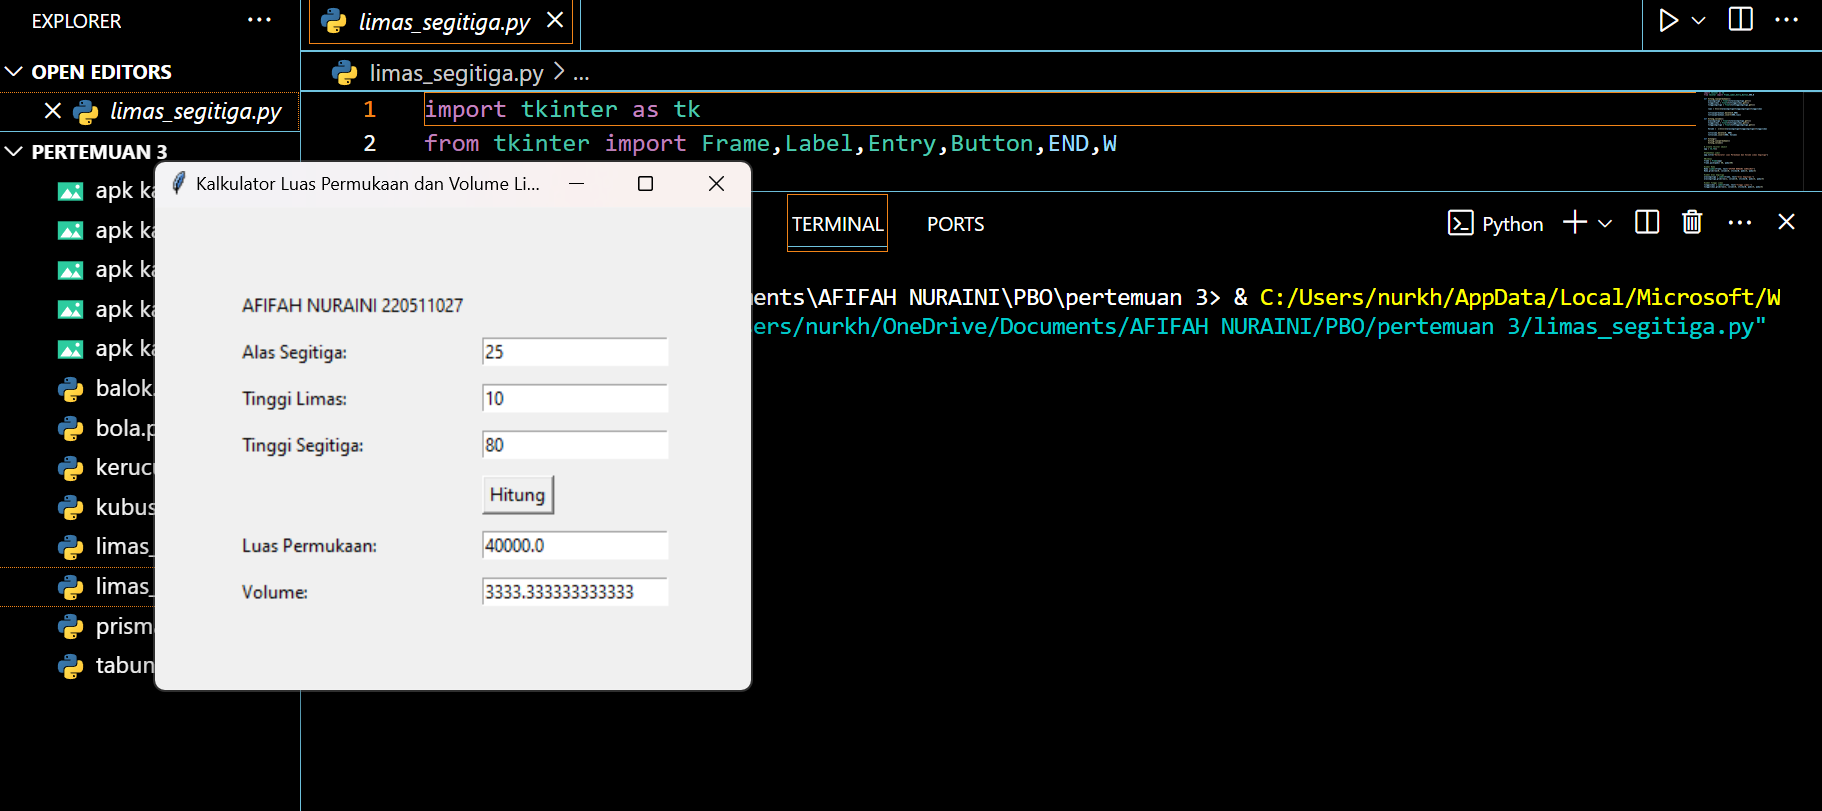 EXPLORER
limas_segitiga.py
OPEN EDITORS
limas_segitiga.py
PERTEMUAN 3
apk ka
apk ka
apk ka
apk ka
apk ka
balok.
bola.p
keruc
kubus
limas_
limas_
prisma
tabun
limas_segitiga.py > ...
1 import tkinter as tk
2 from tkinter import Frame,Label,Entry,Button,END,W
TERMINAL
PORTS
Python
ments\AFIFAH NURAINI\PBO\pertemuan 3> & C:/Users/nurkh/AppData/Local/Microsoft/W
ers/nurkh/OneDrive/Documents/AFIFAH NURAINI/PBO/pertemuan 3/limas_segitiga.py"
Kalkulator Luas Permukaan dan Volume Li...
AFIFAH NURAINI 220511027
Alas Segitiga: 25
Tinggi Limas: 10
Tinggi Segitiga: 80
Hitung
Luas Permukaan: 40000.0
Volume: 3333.333333333333